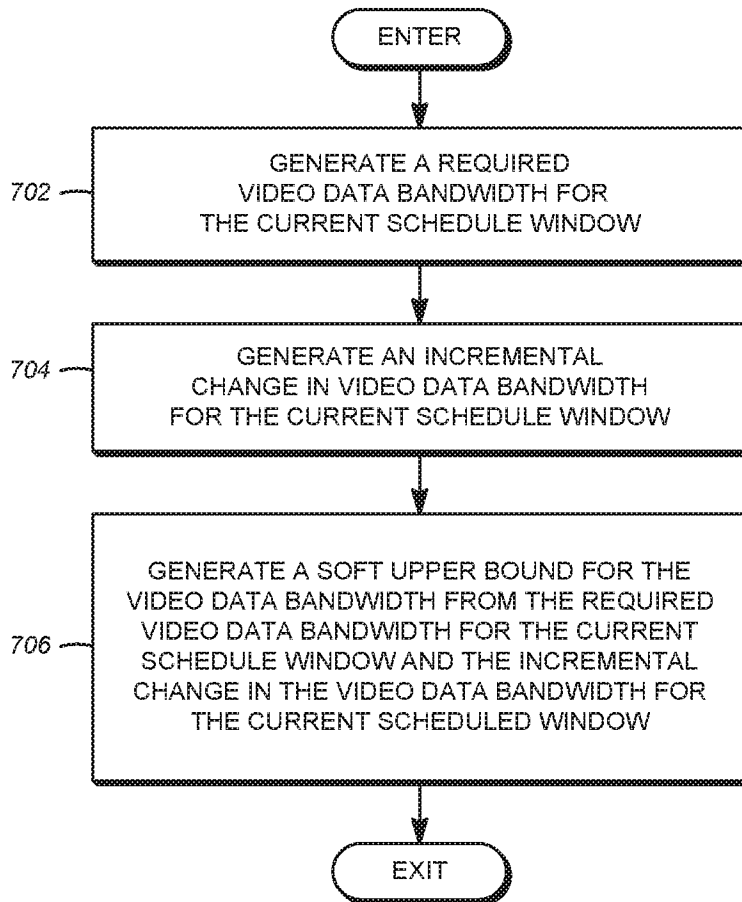 ENTER
702
GENERATE A REQUIRED
VIDEO DATA BANDWIDTH FOR
THE CURRENT SCHEDULE WINDOW
704
GENERATE AN INCREMENTAL
CHANGE IN VIDEO DATA BANDWIDTH
FOR THE CURRENT SCHEDULE WINDOW
706
GENERATE A SOFT UPPER BOUND FOR THE
VIDEO DATA BANDWIDTH FROM THE REQUIRED
VIDEO DATA BANDWIDTH FOR THE CURRENT
SCHEDULE WINDOW AND THE INCREMENTAL
CHANGE IN THE VIDEO DATA BANDWIDTH FOR
THE CURRENT SCHEDULED WINDOW
EXIT